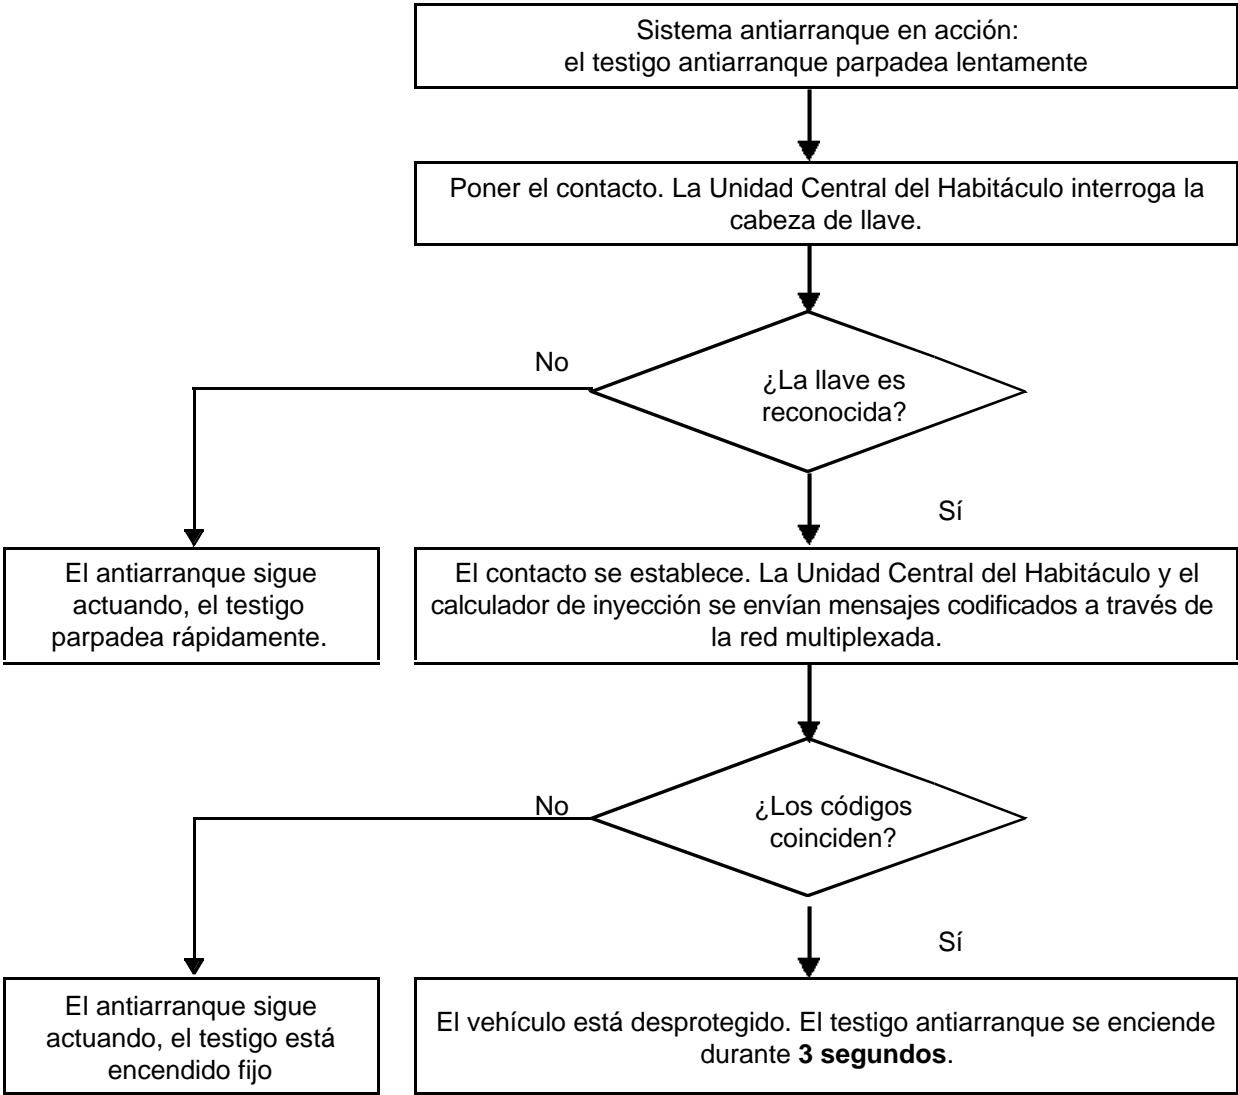 Sistema antiarranque en acción:
el testigo antiarranque parpadea lentamente
Poner el contacto. La Unidad Central del Habitáculo interroga la
cabeza de llave.
No
¿La llave es
reconocida?
Sí
El antiarranque sigue
actuando, el testigo
parpadea rápidamente.
El contacto se establece. La Unidad Central del Habitáculo y el
calculador de inyección se envían mensajes codificados a través de
la red multiplexada.
No
¿Los códigos
coinciden?
Sí
El antiarranque sigue
actuando, el testigo está
encendido fijo
El vehículo está desprotegido. El testigo antiarranque se enciende
durante 3 segundos.